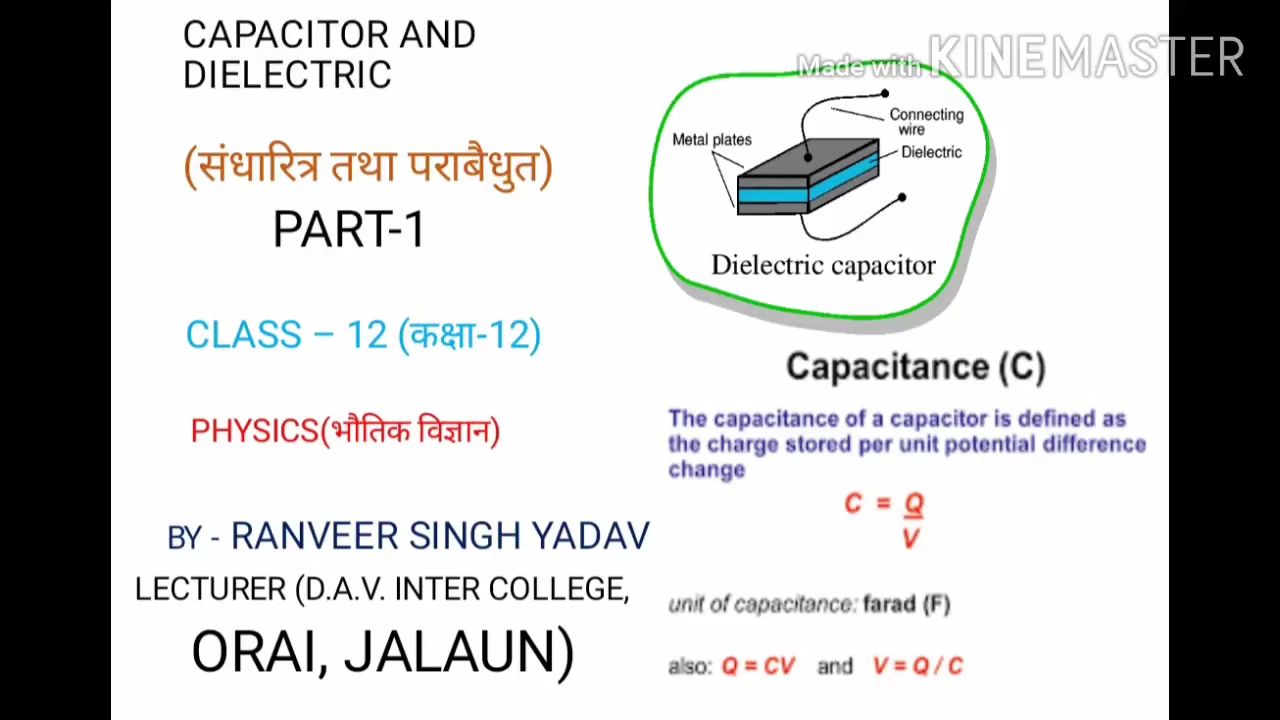 CAPACITOR AND
DIELECTRIC
(संधारित्र तथा पराबैधुत)
PART-1
CLASS – 12 (कक्षा-12)
PHYSICS(भौतिक विज्ञान)
BY - RANVEER SINGH YADAV
LECTURER (D.A.V. INTER COLLEGE,
ORAI, JALAUN)
Made with KINEMASTER
Connecting
wire
Metal plates
Dielectric
Dielectric capacitor
Capacitance (C)
The capacitance of a capacitor is defined as
the charge stored per unit potential difference
change
C = Q
V
unit of capacitance: farad (F)
also: Q = CV and V = Q / C